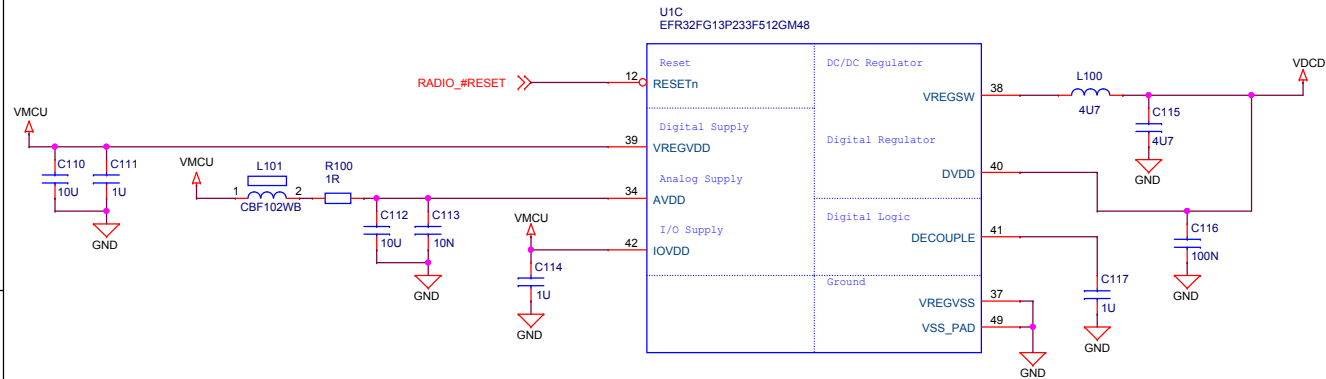 U1C
EFR32FG13P233F512GM48
Reset
DC/DC Regulator
RADIO_#RESET
12
RESETn
VREGSW
38
L100
4U7
VDCD
C115
4U7
GND
VMCU
Digital Supply
Digital Regulator
39
VREGVDD
C110
10U
C111
1U
GND
VMCU
L101
1
2
CBF102WB
R100
1R
Analog Supply
34
AVDD
DVDD
40
C112
10U
C113
10N
GND
VMCU
I/O Supply
42
IOVDD
C114
1U
GND
Digital Logic
DECOUPLE
41
C116
100N
GND
C117
1U
GND
Ground
VREGVSS
37
VSS_PAD
49
GND